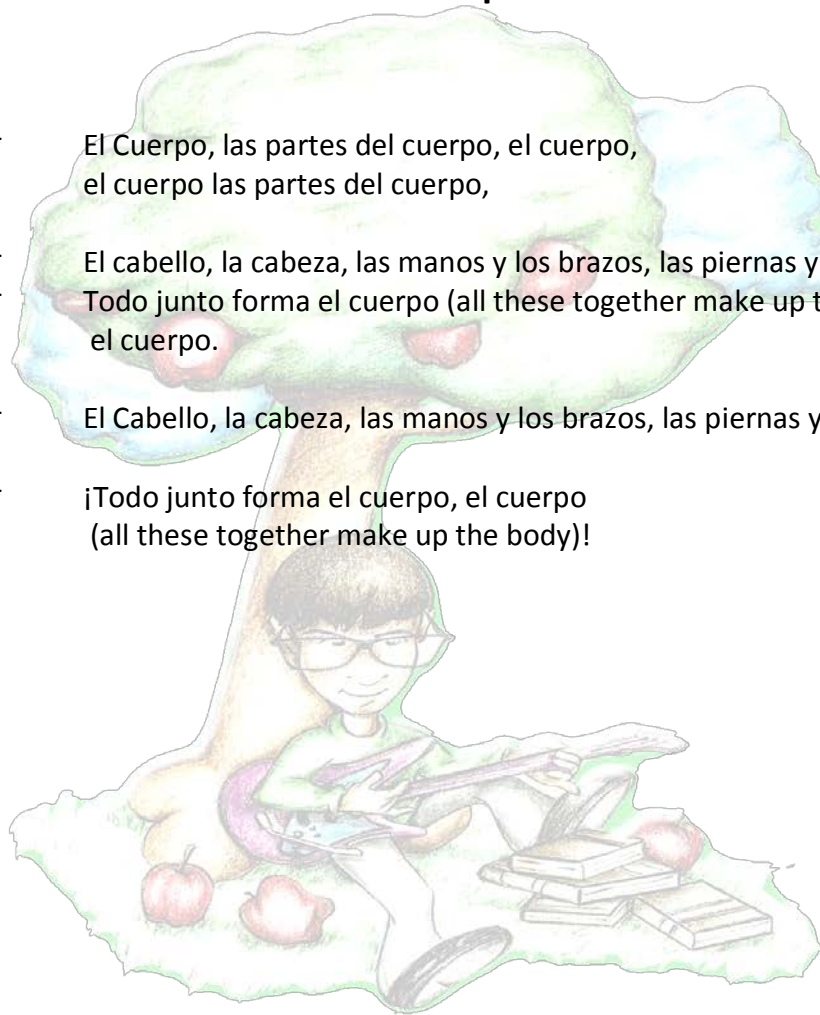 El Cuerpo, las partes del cuerpo, el cuerpo,
el cuerpo las partes del cuerpo,
El cabello, la cabeza, las manos y los brazos, las piernas y
Todo junto forma el cuerpo (all these together make up
el cuerpo.
El Cabello, la cabeza, las manos y los brazos, las piernas y
¡Todo junto forma el cuerpo, el cuerpo
(all these together make up the body)!